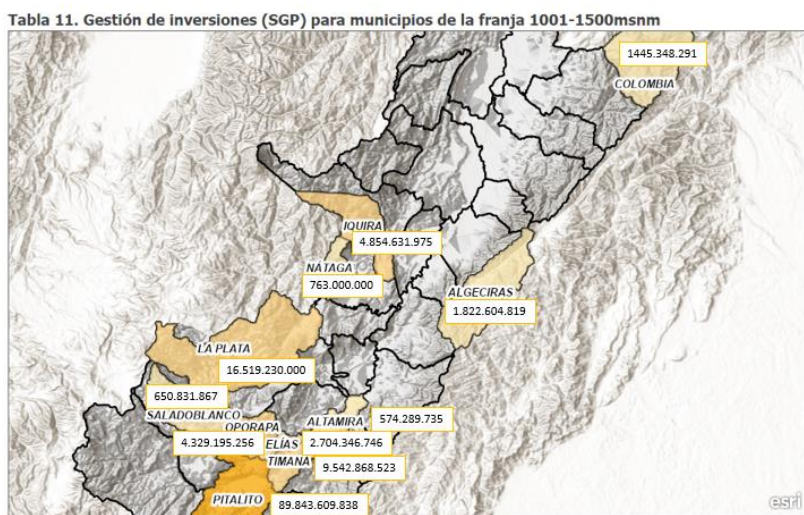 Tabla 11. Gestión de inversiones (SGP) para municipios de la franja 1001-1500msnm
1445.348.291
COLOMBIA
IQUIRA
4.854.631.975
NÁTAGA
763.000.000
ALGECIRAS
1.822.604.819
LA PLATA
16.519.230.000
650.831.867
SALADOBLANCO
OPORAPA
ALTAMIRA
574.289.735
4.329.195.256
ELÍAS
2.704.346.746
TIMANA
9.542.868.523
PITALITO
89.843.609.838
esri